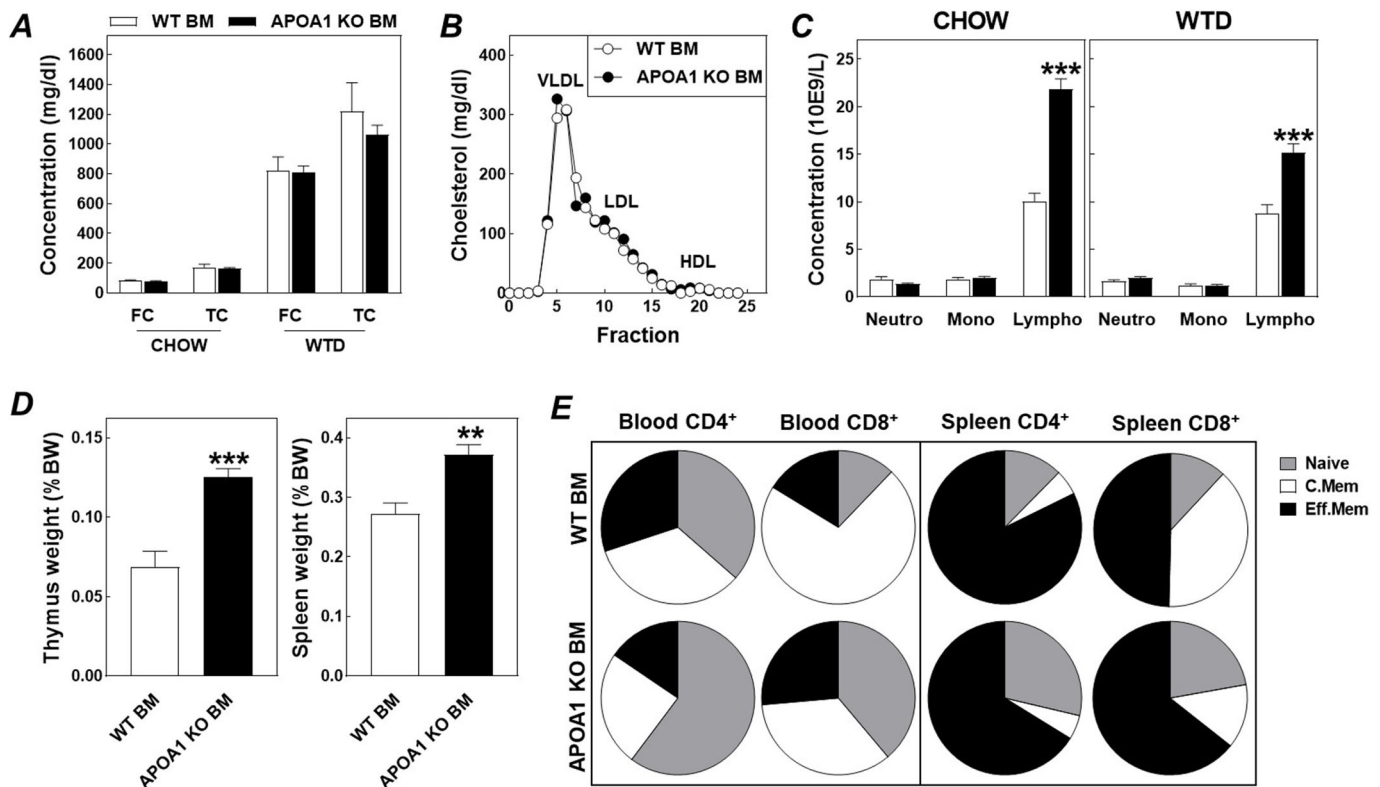 A
WT BM APOA1 KO BM
Concentration (mg/dl)
1600
1400
1200
1000
800
600
400
200
0
FC TC FC TC
CHOW WTD
B
WT BM
APOA1 KO BM
Choelsterol (mg/dl)
400
300
200
100
0
VLDL
LDL
HDL
0 5 10 15 20 25
Fraction
C
CHOW WTD
Concentration (10E9/L)
25
20
15
10
5
0
***
***
Neutro Mono Lympho Neutro Mono Lympho
D
Thymus weight (% BW)
0.15
0.10
0.05
0.00
***
WT BM
APOA1 KO BM
Spleen weight (% BW)
0.4
0.3
0.2
0.1
0.0
**
WT BM
APOA1 KO BM
E
Blood CD4+ Blood CD8+ Spleen CD4+ Spleen CD8+
WT BM
APOA1 KO BM
Naive
C.Mem
Eff.Mem